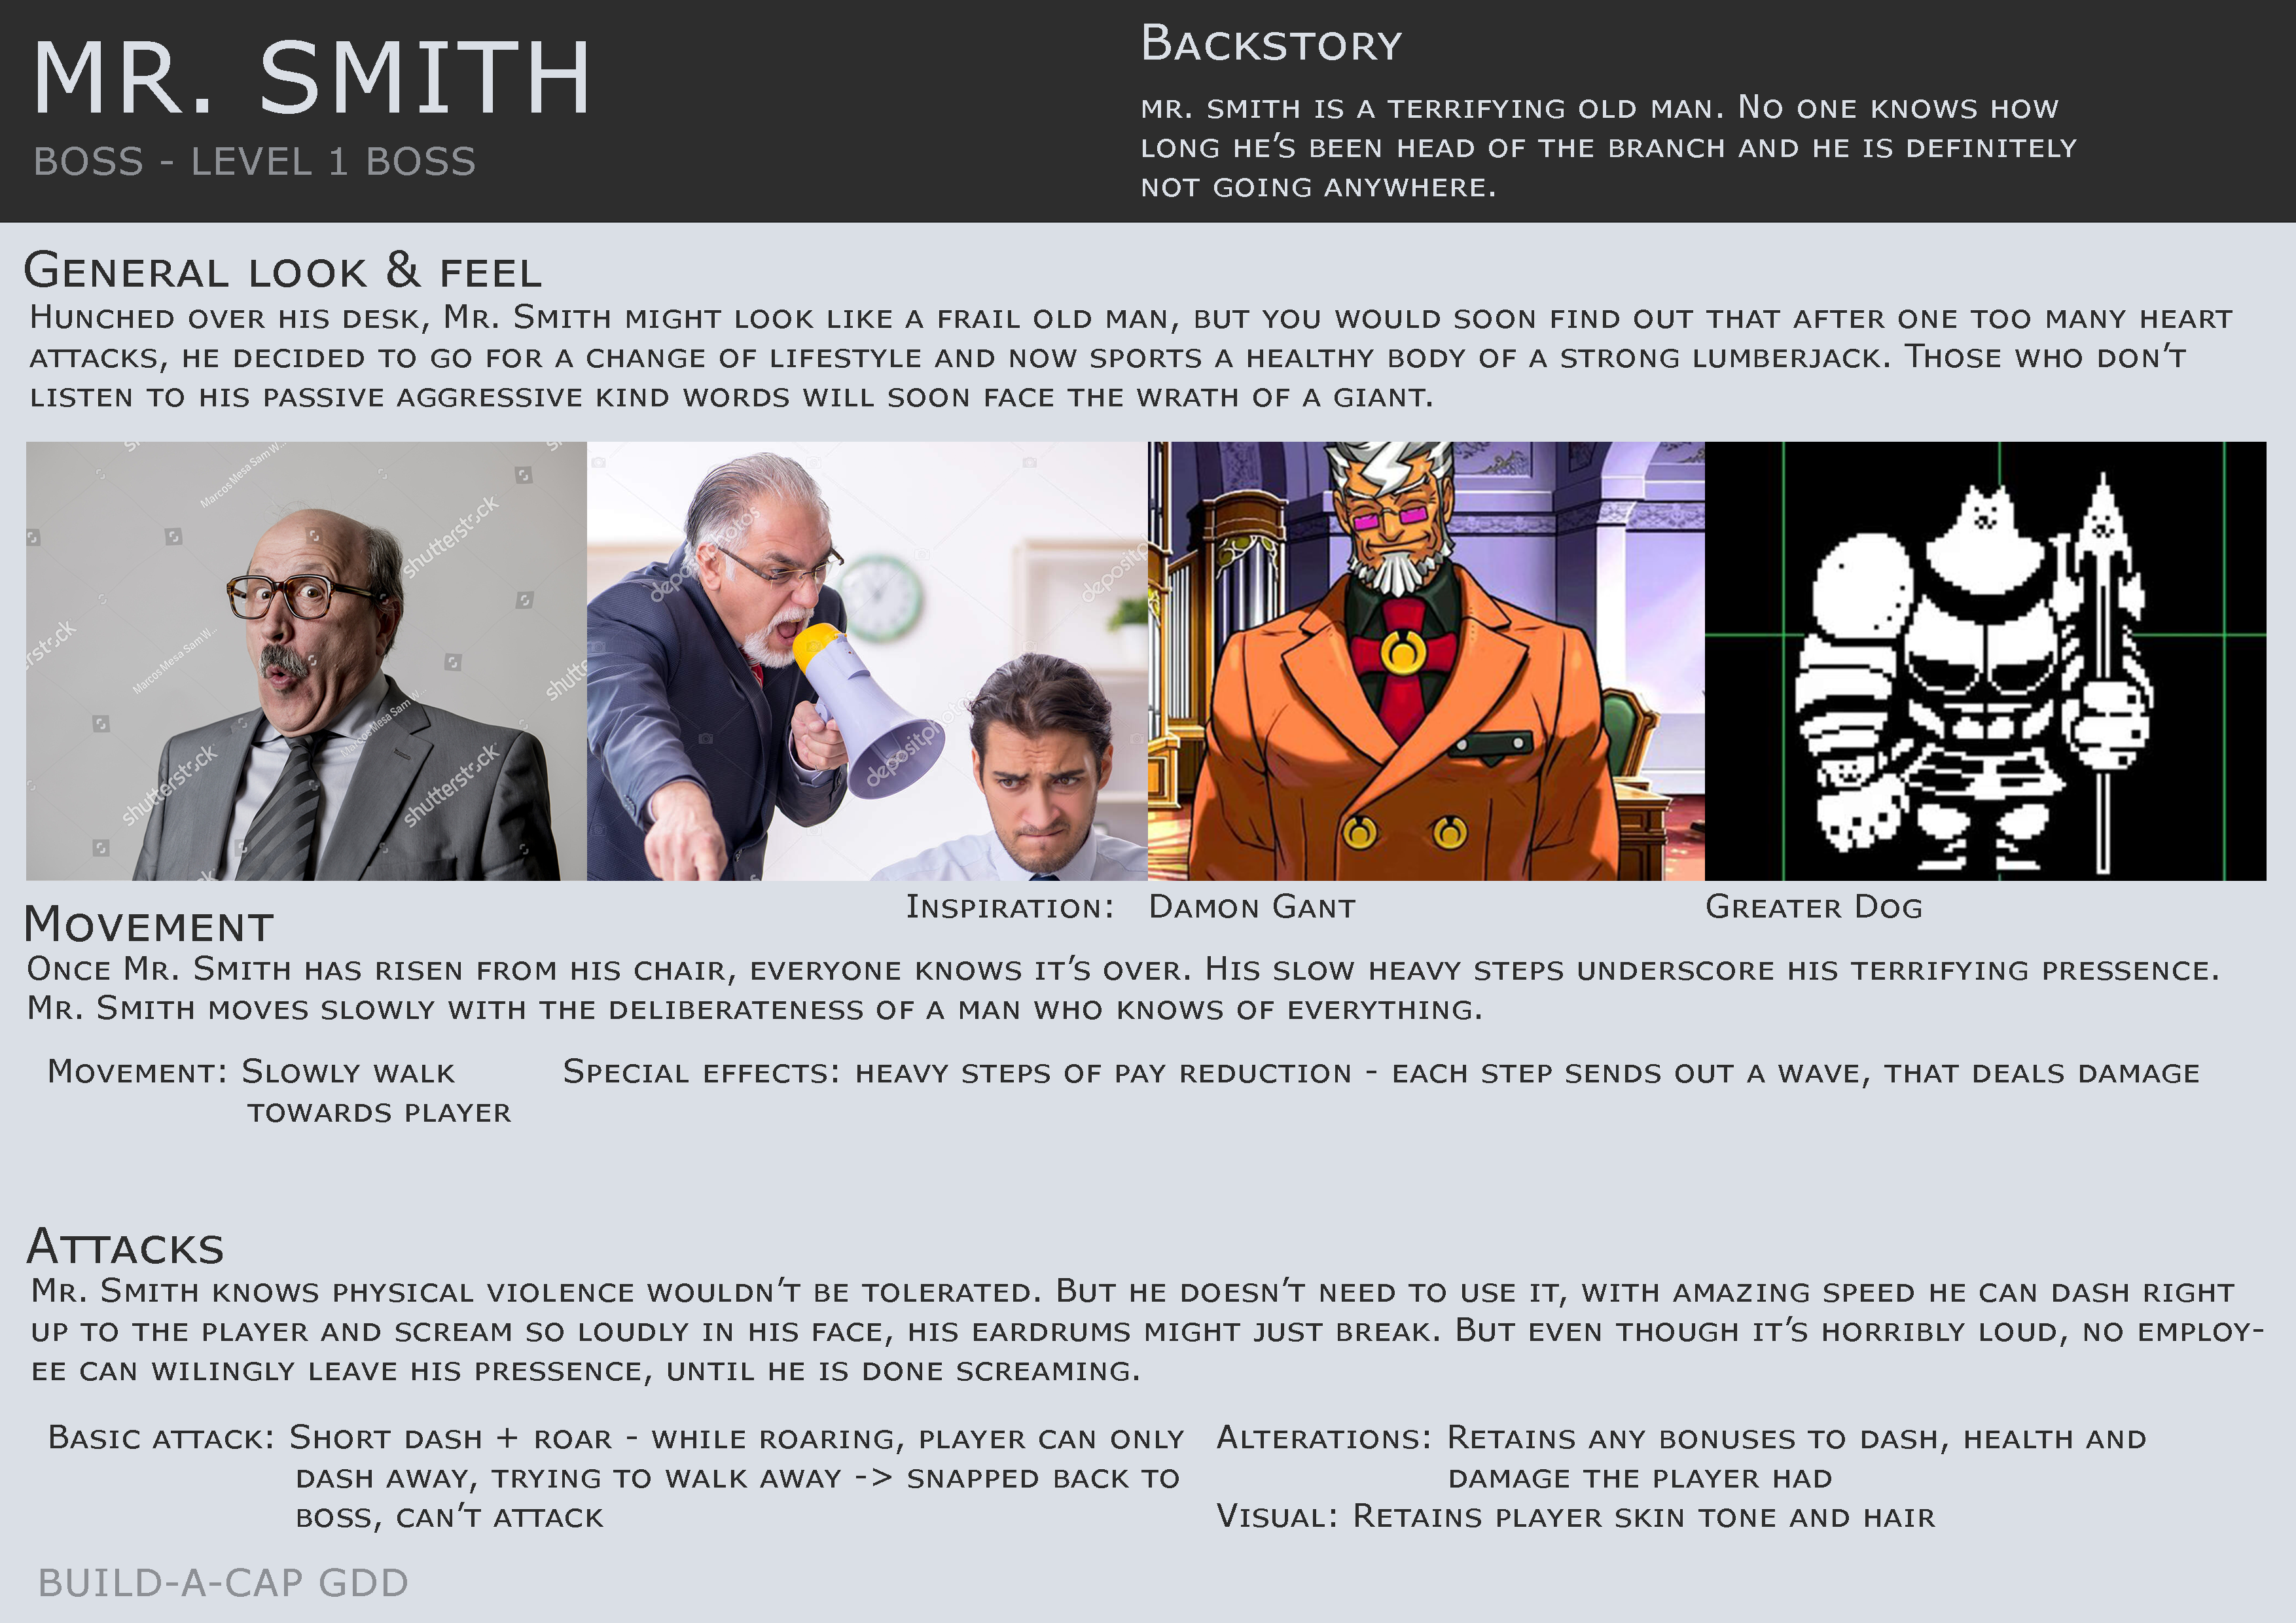 MR. SMITH
BOSS - LEVEL 1 BOSS
Backstory
mr. smith is a terrifying old man. No one knows how
long he's been head of the branch and he is definitely
not going anywhere.
General look & feel
Hunched over his desk, Mr. Smith might look like a frail old man, but you would soon find out that after one too many heart
attacks, he decided to go for a change of lifestyle and now sports a healthy body of a strong lumberjack. Those who don't
listen to his passive aggressive kind words will soon face the wrath of a giant.
shutterstock
Marcos Mesa Sam W...
shutterstock
Marcos Mesa Sam W...
Marcos Mesa Sam W...
shutterstock
shutterstock
depositphotos
depositphotos
Inspiration: Damon Gant
Greater Dog
Movement
Once Mr. Smith has risen from his chair, everyone knows it's over. His slow heavy steps underscore his terrifying pressence.
Mr. Smith moves slowly with the deliberateness of a man who knows of everything.
Movement: Slowly walk
towards player
Special effects: heavy steps of pay reduction - each step sends out a wave, that deals damage
Attacks
Mr. Smith knows physical violence wouldn't be tolerated. But he doesn't need to use it, with amazing speed he can dash right
up to the player and scream so loudly in his face, his eardrums might just break. But even though it's horribly loud, no employ-
ee can wilingly leave his pressence, until he is done screaming.
Basic attack: Short dash + roar - while roaring, player can only
dash away, trying to walk away -> snapped back to
boss, can't attack
Alterations: Retains any bonuses to dash, health and
damage the player had
Visual: Retains player skin tone and hair
BUILD-A-CAP GDD